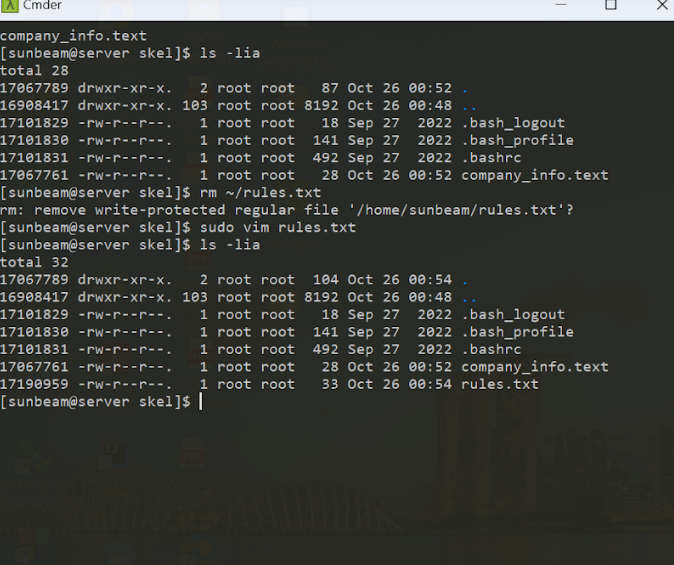 Cmder
company_info.text
[sunbeam@server skel]$ ls -lia
total 28
17067789 drwxr-xr-x.   2 root root   87 Oct 26 00:52 .
16908417 drwxr-xr-x. 103 root root 8192 Oct 26 00:48 ..
17101829 -rw-r--r--.   1 root root   18 Sep 27  2022 .bash_logout
17101830 -rw-r--r--.   1 root root  141 Sep 27  2022 .bash_profile
17101831 -rw-r--r--.   1 root root  492 Sep 27  2022 .bashrc
17067761 -rw-r--r--.   1 root root   28 Oct 26 00:52 company_info.text
[sunbeam@server skel]$ rm ~/rules.txt
rm: remove write-protected regular file '/home/sunbeam/rules.txt'?
[sunbeam@server skel]$ sudo vim rules.txt
[sunbeam@server skel]$ ls -lia
total 32
17067789 drwxr-xr-x.   2 root root  104 Oct 26 00:54 .
16908417 drwxr-xr-x. 103 root root 8192 Oct 26 00:48 ..
17101829 -rw-r--r--.   1 root root   18 Sep 27  2022 .bash_logout
17101830 -rw-r--r--.   1 root root  141 Sep 27  2022 .bash_profile
17101831 -rw-r--r--.   1 root root  492 Sep 27  2022 .bashrc
17067761 -rw-r--r--.   1 root root   28 Oct 26 00:52 company_info.text
17190959 -rw-r--r--.   1 root root   33 Oct 26 00:54 rules.txt
[sunbeam@server skel]$